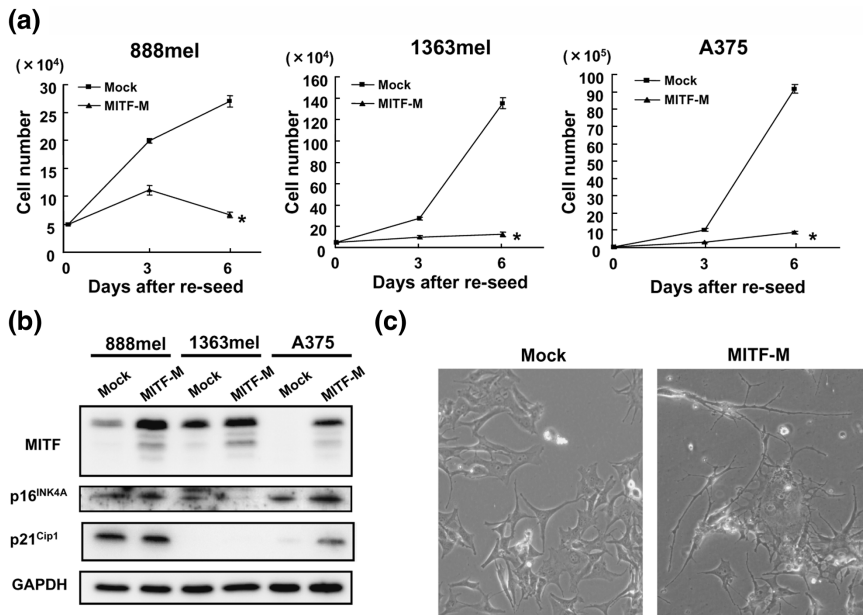 (a)
888mel
(×10⁴)
30
25
20
15
10
5
0
Cell number
Mock
MITF-M
*
0 3 6
Days after re-seed
1363mel
(×10⁴)
160
140
120
100
80
60
40
20
0
Cell number
Mock
MITF-M
*
0 3 6
Days after re-seed
A375
(×10⁵)
100
90
80
70
60
50
40
30
20
10
0
Cell number
Mock
MITF-M
*
0 3 6
Days after re-seed
(b)
888mel 1363mel A375
Mock MITF-M Mock MITF-M Mock MITF-M
MITF
p16INK4A
p21Cip1
GAPDH
(c)
Mock MITF-M